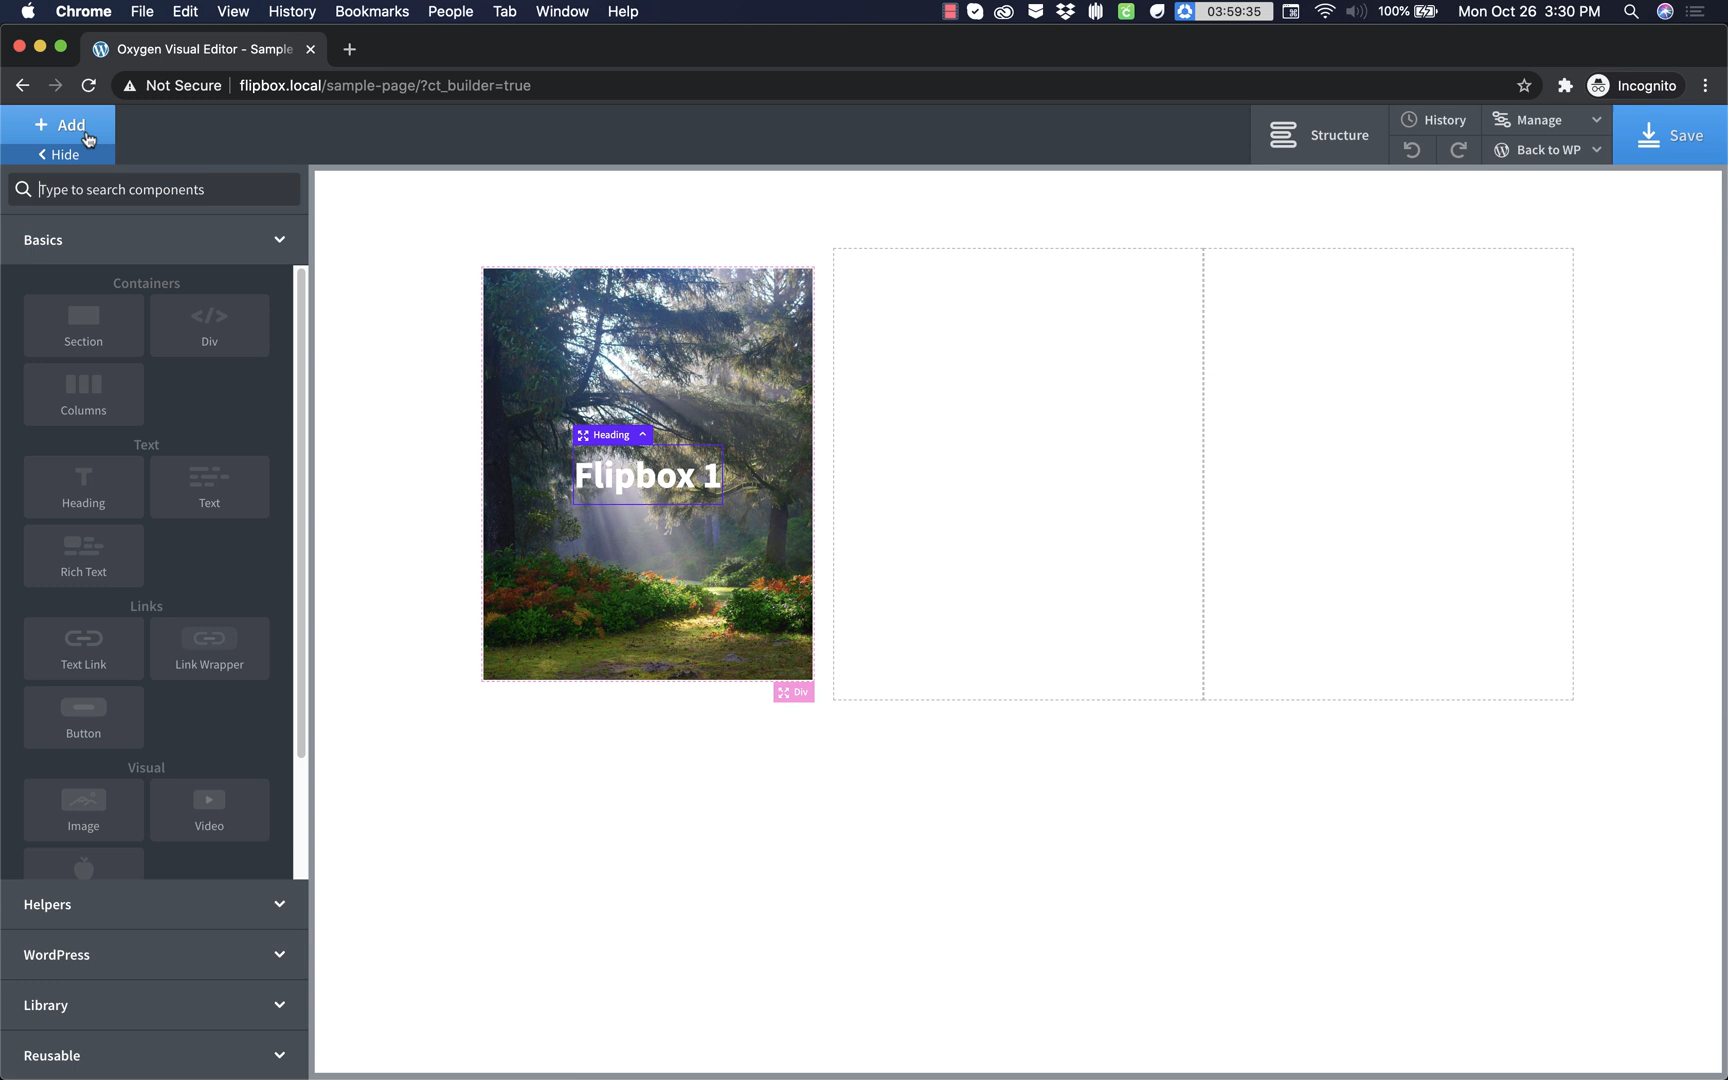 Chrome File Edit View History Bookmarks People Tab Window Help 03:59:35 100% Mon Oct 26 3:30 PM
Oxygen Visual Editor - Sample
Not Secure flipbox.local/sample-page/?ct_builder=true Incognito
+ Add
Hide
Structure
History
Manage
Back to WP
Save
Type to search components
Basics
Containers
Section
</>
Div
Columns
Text
T
Heading
Text
Rich Text
Links
Text Link
Link Wrapper
Button
Visual
Image
Video
Helpers
WordPress
Library
Reusable
Heading
Flipbox 1
Div